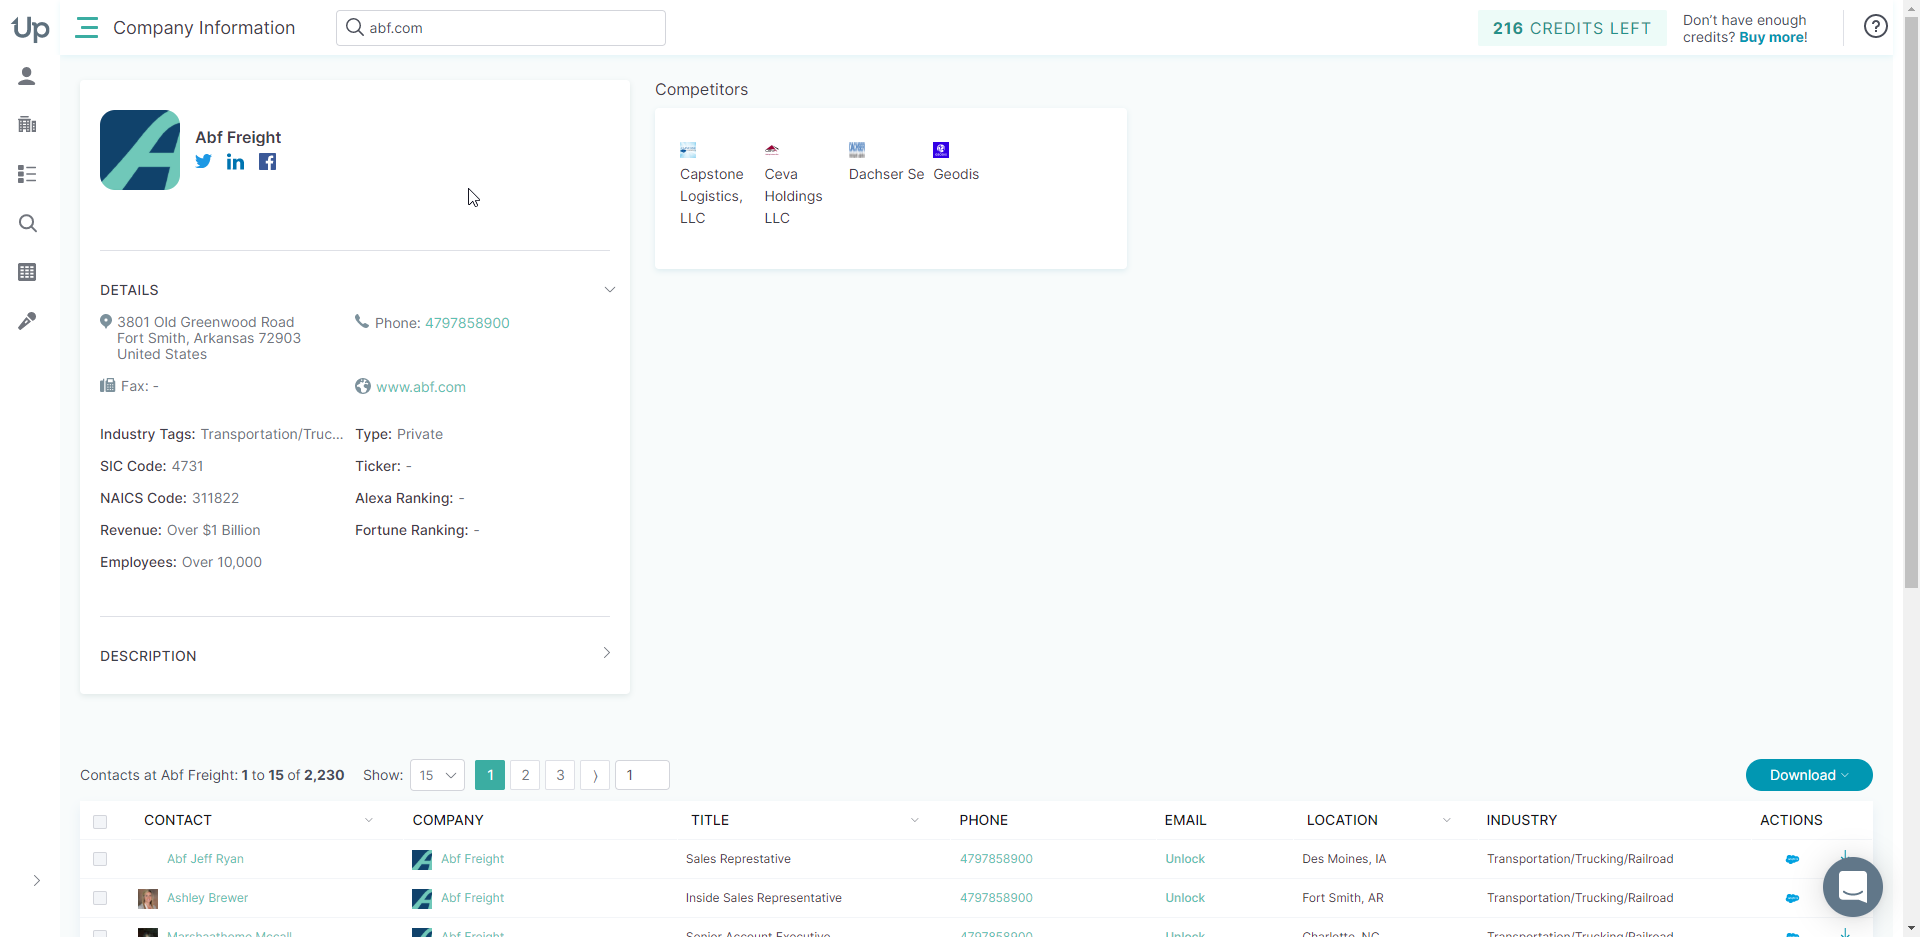 Up
Company Information
abf.com
216 CREDITS LEFT
Don't have enough
credits? Buy more!
Abf Freight
Competitors
Capstone
Logistics,
LLC
Ceva
Holdings
LLC
Dachser Se
Geodis
DETAILS
3801 Old Greenwood Road
Fort Smith, Arkansas 72903
United States
Phone: 4797858900
Fax: -
www.abf.com
Industry Tags: Transportation/Truc...
Type: Private
SIC Code: 4731
Ticker: -
NAICS Code: 311822
Alexa Ranking: -
Revenue: Over $1 Billion
Fortune Ranking: -
Employees: Over 10,000
DESCRIPTION
Contacts at Abf Freight: 1 to 15 of 2,230 Show: 15 1 2 3 ⟩ 1
Download
CONTACT COMPANY TITLE PHONE EMAIL LOCATION INDUSTRY ACTIONS
Abf Jeff Ryan Abf Freight Sales Represtative 4797858900 Unlock Des Moines, IA Transportation/Trucking/Railroad
Ashley Brewer Abf Freight Inside Sales Representative 4797858900 Unlock Fort Smith, AR Transportation/Trucking/Railroad
Abf Freight Senior Account Executive 4797858900 Unlock Charlotte, NC Transportation/Trucking/Railroad